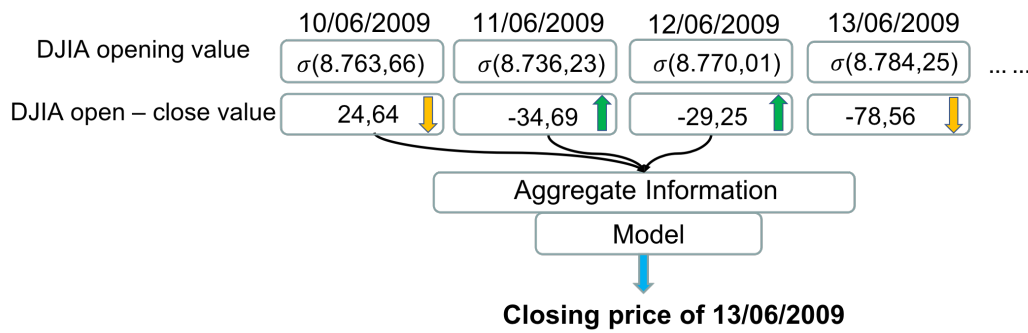 10/06/2009 11/06/2009 12/06/2009 13/06/2009
DJIA opening value σ(8.763,66) σ(8.736,23) σ(8.770,01) σ(8.784,25) ... ...
DJIA open – close value 24,64 -34,69 -29,25 -78,56
Aggregate Information
Model
Closing price of 13/06/2009